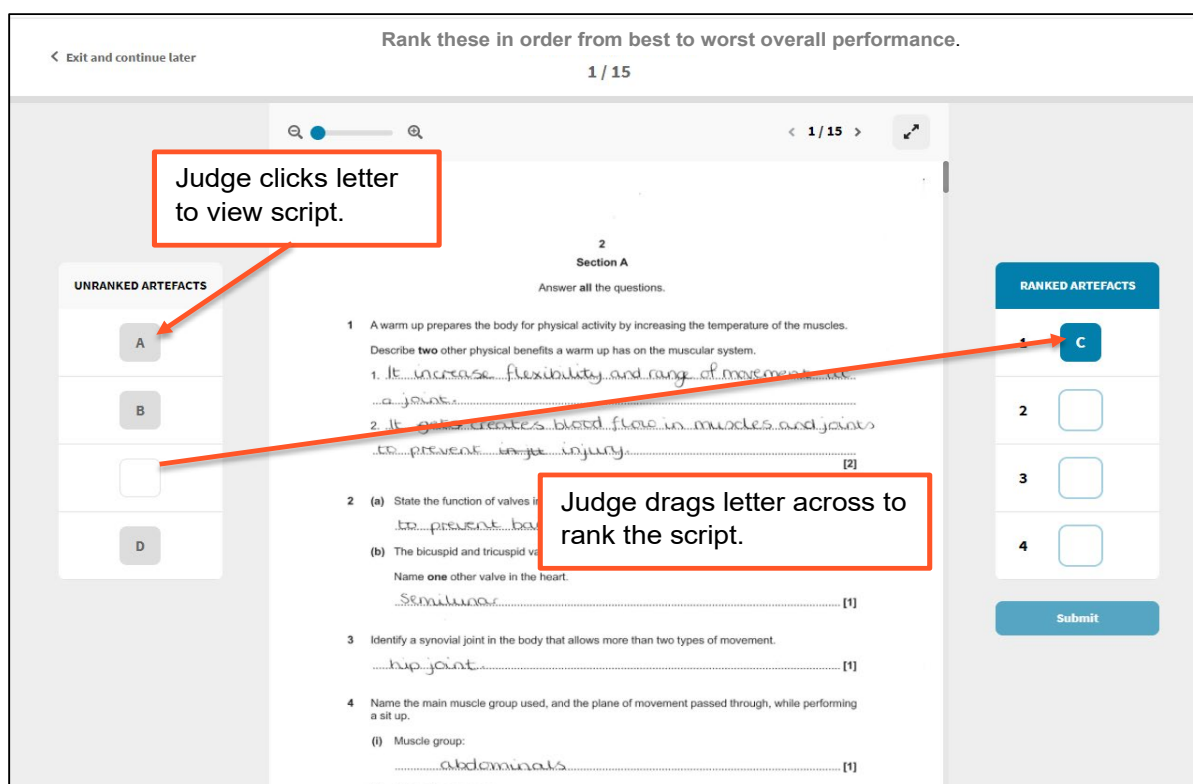 Exit and continue later
Rank these in order from best to worst overall performance.
1 / 15
1 / 15
Judge clicks letter
to view script.
UNRANKED ARTEFACTS
A
B
D
2
Section A
Answer all the questions.
1 A warm up prepares the body for physical activity by increasing the temperature of the muscles.
Describe two other physical benefits a warm up has on the muscular system.
1. It increase flexibility and range of movement at
a joint.
2. It creates blood flow in muscles and joints
to prevent injury.
[2]
2 (a) State the function of valves
to prevent
(b) The bicuspid and tricuspid
Name one other valve in the heart.
Semilunar [1]
3 Identify a synovial joint in the body that allows more than two types of movement.
hip joint. [1]
4 Name the main muscle group used, and the plane of movement passed through, while performing
a sit up.
(i) Muscle group:
abdominals [1]
Judge drags letter across to
rank the script.
RANKED ARTEFACTS
1 C
2
3
4
Submit